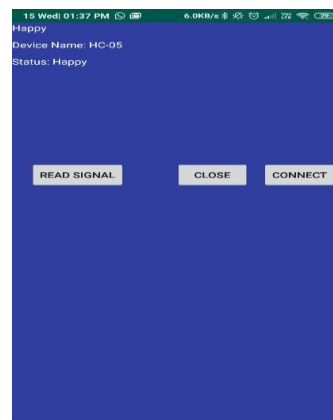 15 Wed| 01:37 PM 6.0KB/s
Happy
Device Name: HC-05
Status: Happy
READ SIGNAL CLOSE CONNECT